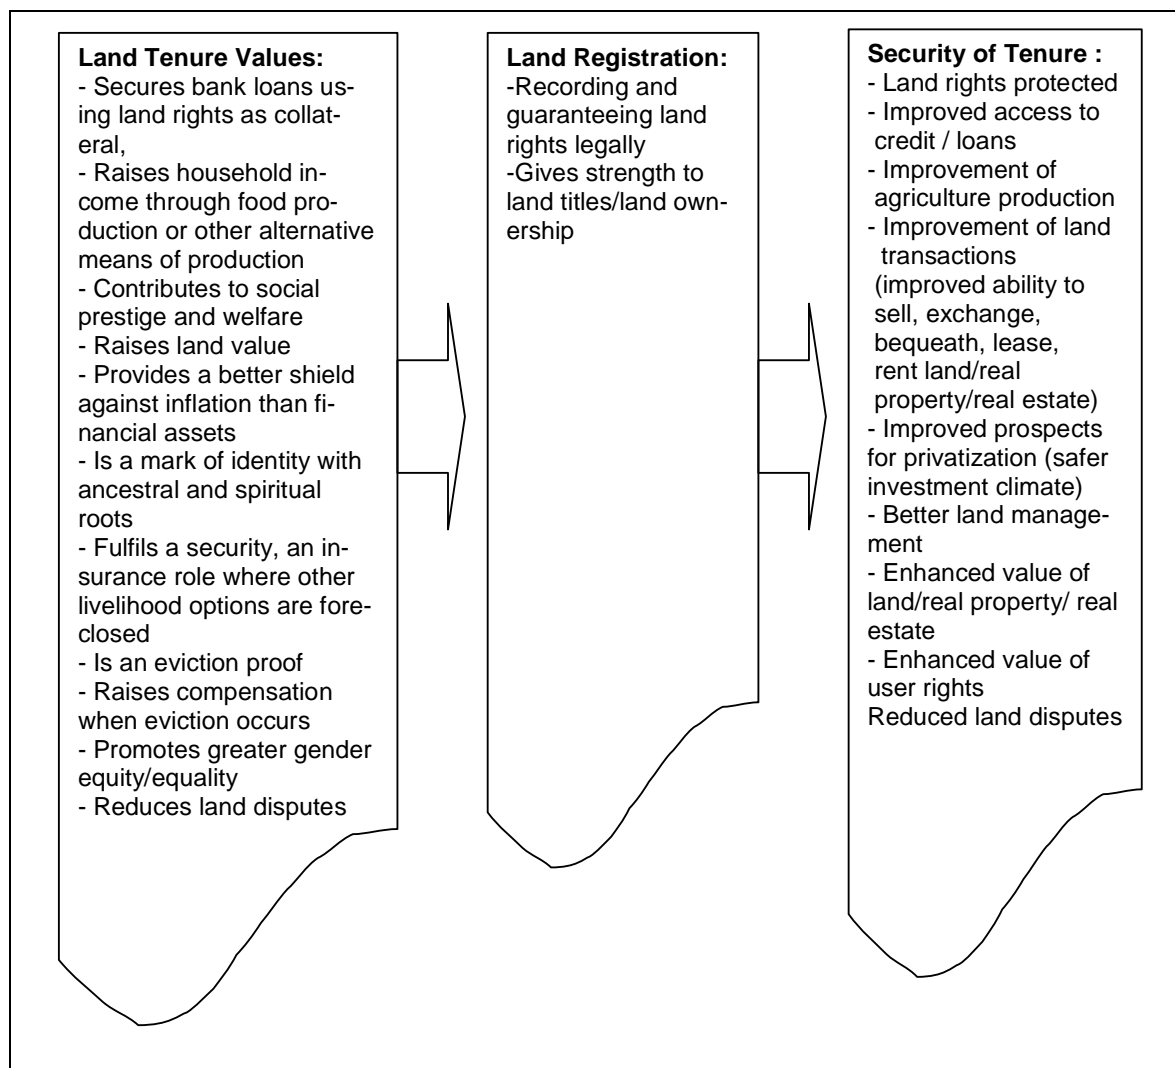 Land Tenure Values:
- Secures bank loans us-
ing land rights as collat-
eral,
- Raises household in-
come through food pro-
duction or other alternative
means of production
- Contributes to social
prestige and welfare
- Raises land value
- Provides a better shield
against inflation than fi-
nancial assets
- Is a mark of identity with
ancestral and spiritual
roots
- Fulfils a security, an in-
surance role where other
livelihood options are fore-
closed
- Is an eviction proof
- Raises compensation
when eviction occurs
- Promotes greater gender
equity/equality
- Reduces land disputes
Land Registration:
-Recording and
guaranteeing land
rights legally
-Gives strength to
land titles/land own-
ership
Security of Tenure :
- Land rights protected
- Improved access to
credit / loans
- Improvement of
agriculture production
- Improvement of land
transactions
(improved ability to
sell, exchange,
bequeath, lease,
rent land/real
property/real estate)
- Improved prospects
for privatization (safer
investment climate)
- Better land manage-
ment
- Enhanced value of
land/real property/ real
estate
- Enhanced value of
user rights
Reduced land disputes